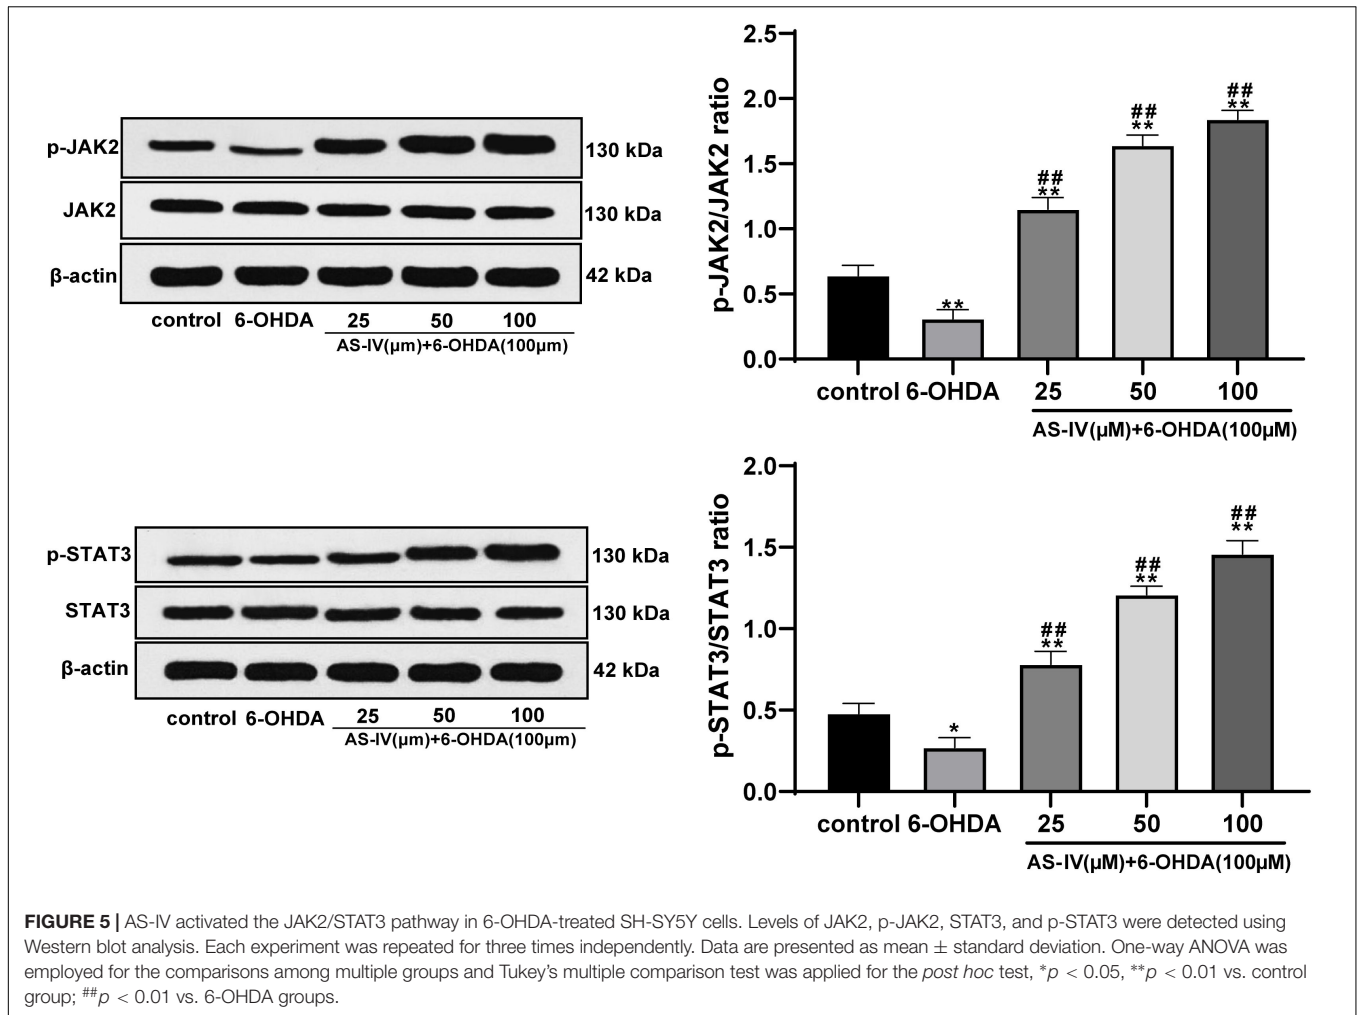 p-JAK2
130 kDa
JAK2
130 kDa
β-actin
42 kDa
control 6-OHDA 25 50 100
AS-IV(μm)+6-OHDA(100μm)
p-JAK2/JAK2 ratio
2.5
2.0
1.5
1.0
0.5
0.0
**
##
**
##
**
##
**
control 6-OHDA 25 50 100
AS-IV(μM)+6-OHDA(100μM)
p-STAT3
130 kDa
STAT3
130 kDa
β-actin
42 kDa
control 6-OHDA 25 50 100
AS-IV(μm)+6-OHDA(100μm)
p-STAT3/STAT3 ratio
2.0
1.5
1.0
0.5
0.0
*
##
**
##
**
##
**
control 6-OHDA 25 50 100
AS-IV(μM)+6-OHDA(100μM)
FIGURE 5 | AS-IV activated the JAK2/STAT3 pathway in 6-OHDA-treated SH-SY5Y cells. Levels of JAK2, p-JAK2, STAT3, and p-STAT3 were detected using
Western blot analysis. Each experiment was repeated for three times independently. Data are presented as mean ± standard deviation. One-way ANOVA was
employed for the comparisons among multiple groups and Tukey's multiple comparison test was applied for the post hoc test, *p < 0.05, **p < 0.01 vs. control
group; ##p < 0.01 vs. 6-OHDA groups.